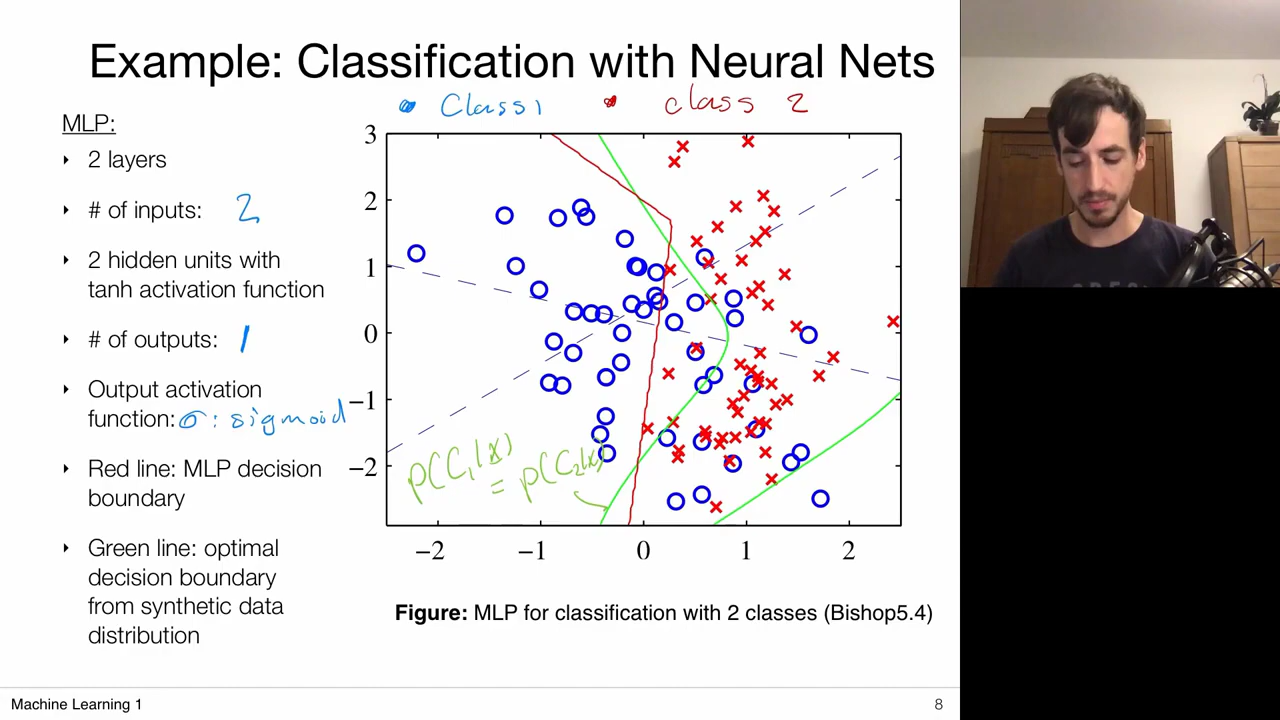 Example: Classification with Neural Nets
Class 1
class 2
MLP:
2 layers
# of inputs: 2
2 hidden units with
tanh activation function
# of outputs: 1
Output activation
function: σ: sigmoid
Red line: MLP decision
boundary
Green line: optimal
decision boundary
from synthetic data
distribution
3
2
1
0
−1
−2
p(C₁|x)
= p(C₂|x)
−2 −1 0 1 2
Figure: MLP for classification with 2 classes (Bishop5.4)
Machine Learning 1
8